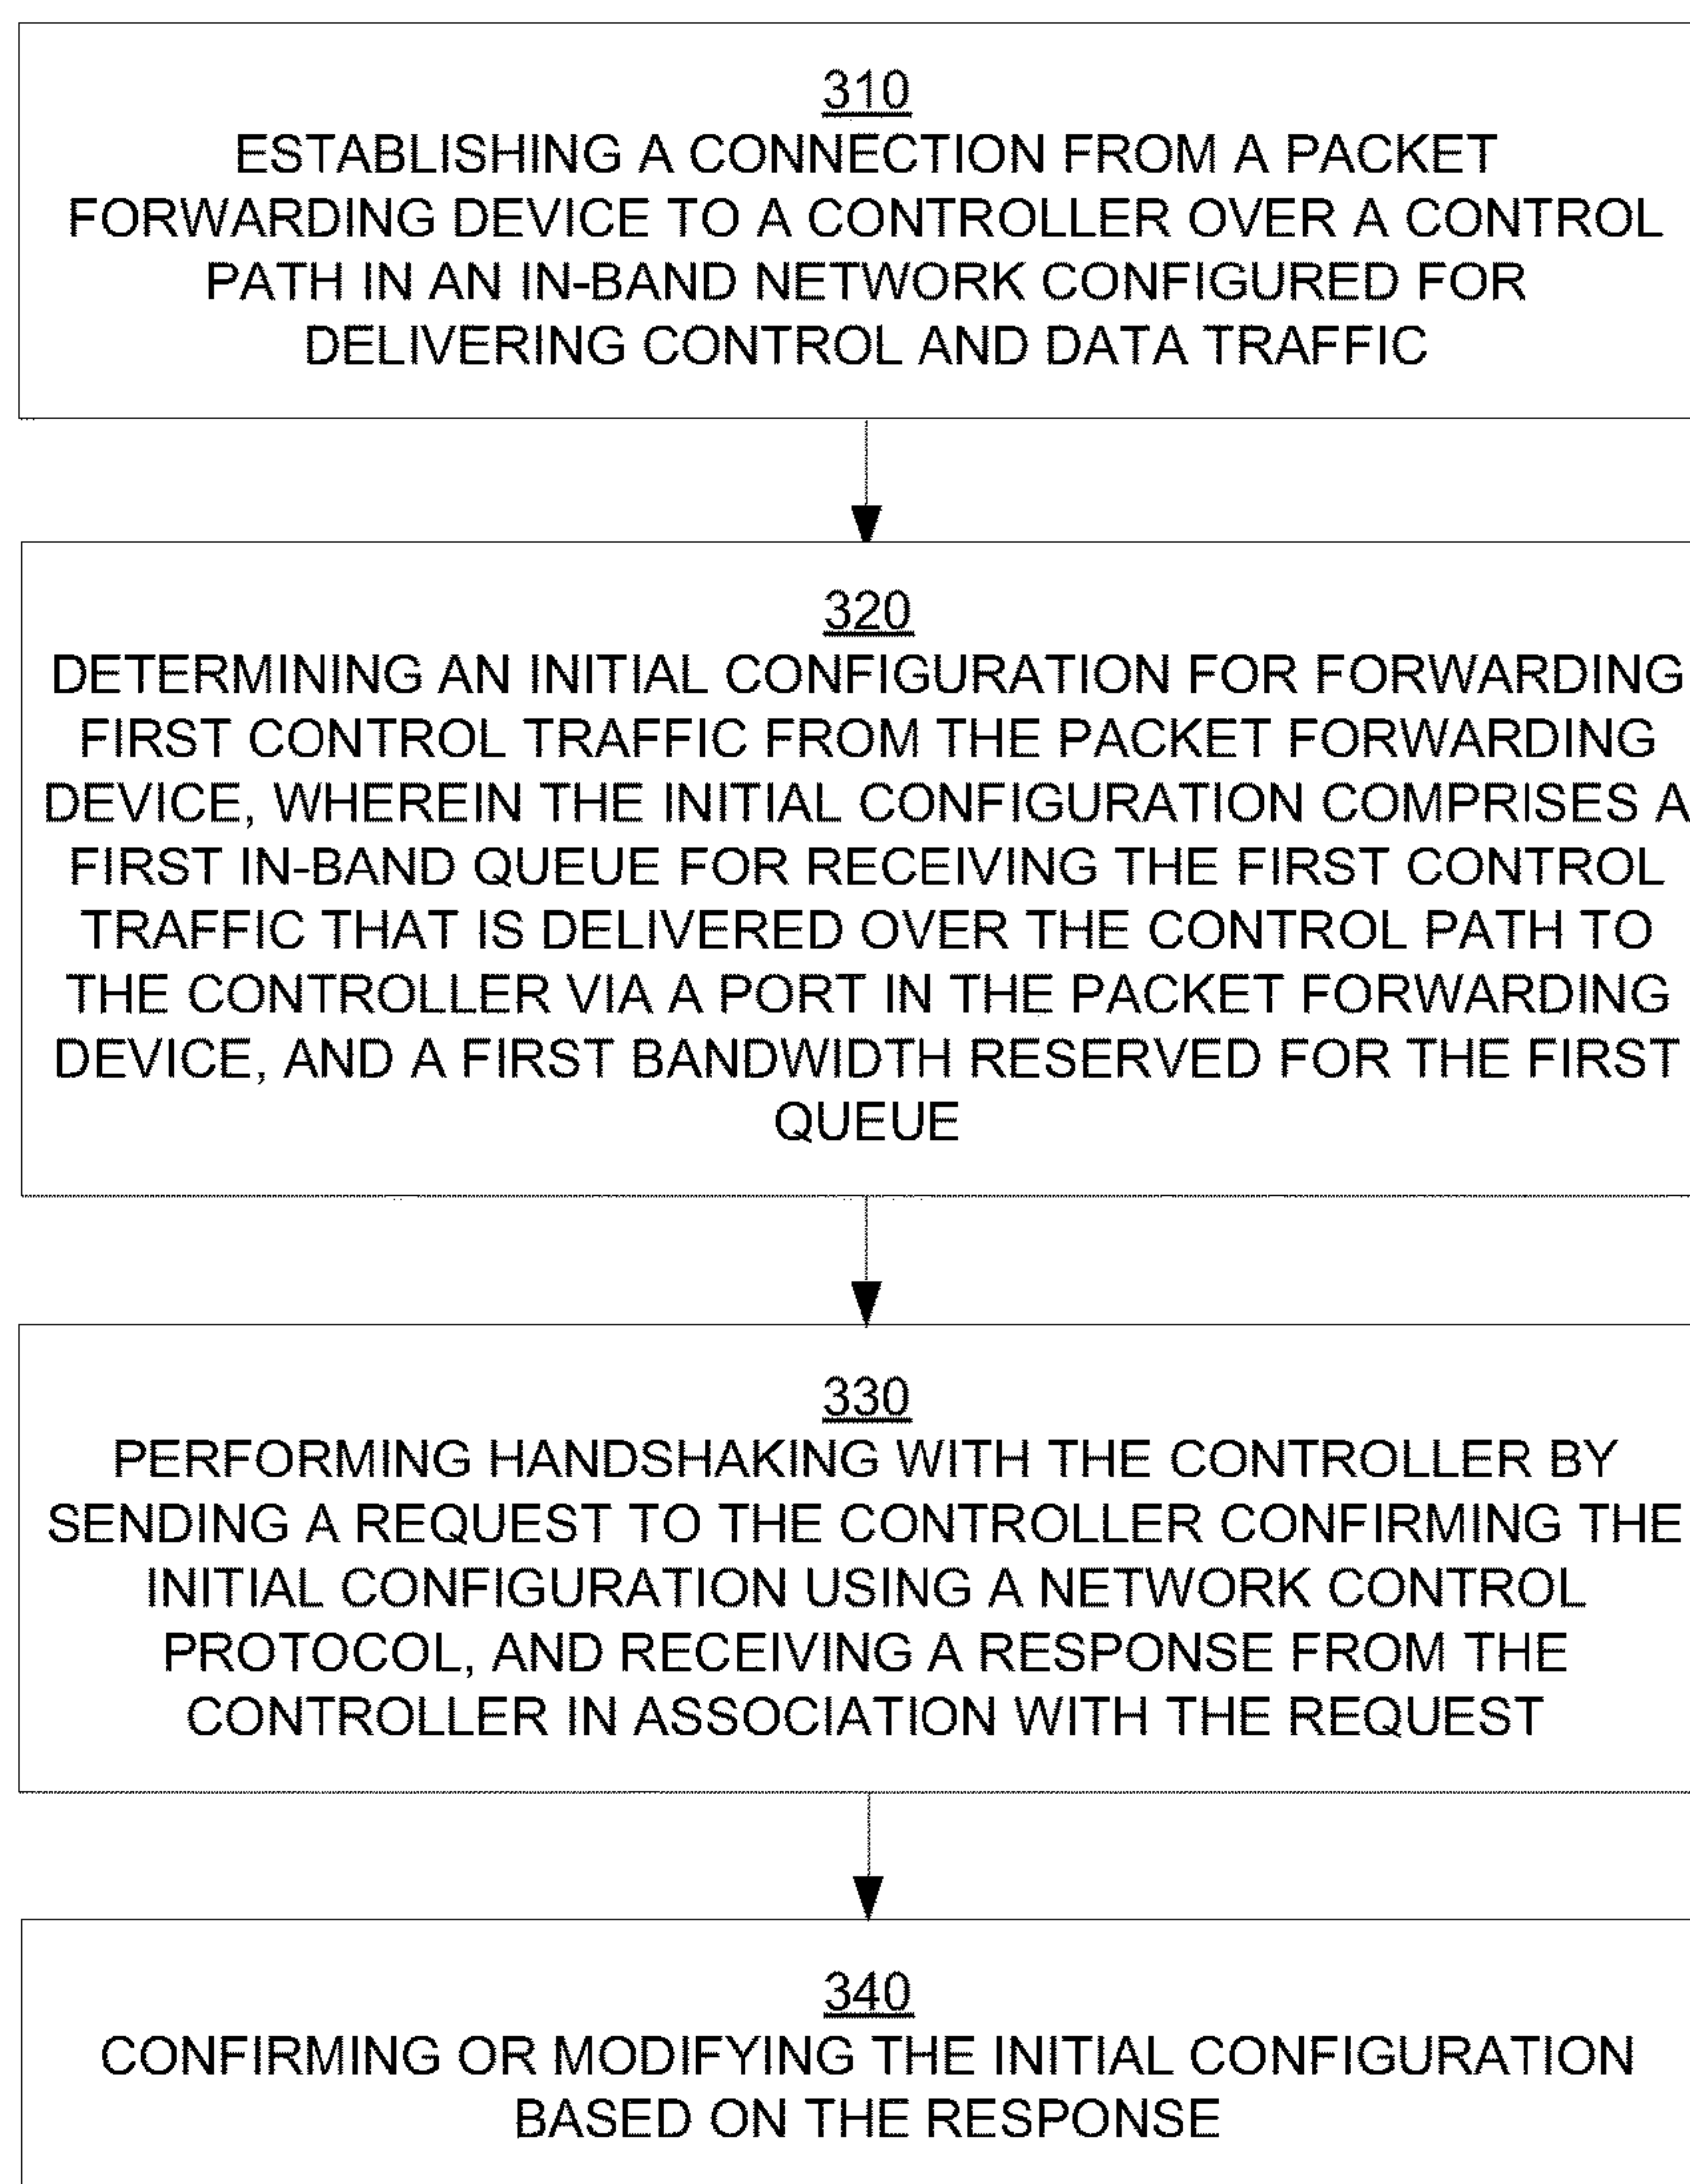 310
ESTABLISHING A CONNECTION FROM A PACKET
FORWARDING DEVICE TO A CONTROLLER OVER A CONTROL
PATH IN AN IN-BAND NETWORK CONFIGURED FOR
DELIVERING CONTROL AND DATA TRAFFIC
320
DETERMINING AN INITIAL CONFIGURATION FOR FORWARDING
FIRST CONTROL TRAFFIC FROM THE PACKET FORWARDING
DEVICE, WHEREIN THE INITIAL CONFIGURATION COMPRISES A
FIRST IN-BAND QUEUE FOR RECEIVING THE FIRST CONTROL
TRAFFIC THAT IS DELIVERED OVER THE CONTROL PATH TO
THE CONTROLLER VIA A PORT IN THE PACKET FORWARDING
DEVICE, AND A FIRST BANDWIDTH RESERVED FOR THE FIRST
QUEUE
330
PERFORMING HANDSHAKING WITH THE CONTROLLER BY
SENDING A REQUEST TO THE CONTROLLER CONFIRMING THE
INITIAL CONFIGURATION USING A NETWORK CONTROL
PROTOCOL, AND RECEIVING A RESPONSE FROM THE
CONTROLLER IN ASSOCIATION WITH THE REQUEST
340
CONFIRMING OR MODIFYING THE INITIAL CONFIGURATION
BASED ON THE RESPONSE